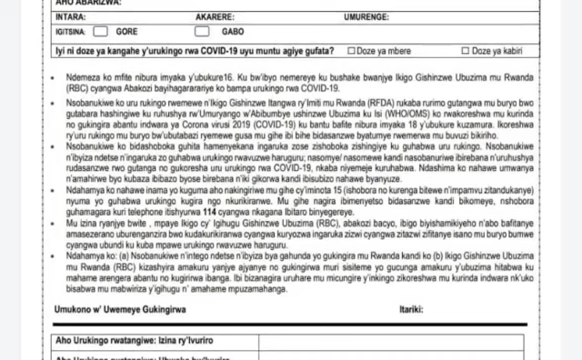 AHO ABARIZWA:
INTARA: AKARERE: UMURENGE:
IGITSINA: GORE GABO
Iyi ni doze ya kangahe y'urukingo rwa COVID-19 uyu muntu agiye gufata? Doze ya mbere Doze ya kabiri
Ndemeza ko mfite nibura imyaka y'ubukure16. Ku bw'ibyo nemereye ku bushake bwanjye Ikigo Gishinzwe Ubuzima mu Rwanda
(RBC) cyangwa Abakozi bayihagarariye ko bampa urukingo rwa COVID-19.
Nsobanukiwe ko uru rukingo rwemewe n'Ikigo Gishinzwe Itangwa ry'Imiti mu Rwanda (RFDA) rukaba rurimo gutangwa mu buryo bwo
gutabara hashingiwe ku ruhushya rw'Umuryango w'Abibumbye ushinzwe Ubuzima ku Isi (WHO/OMS) ko rwakoreshwa mu kurinda
no gukingira abantu indwara ya Corona virusi 2019 (COVID-19) ku bantu bafite nibura imyaka 18 y'ubukure kuzamura. Ikoreshwa
ry'uru rukingo mu buryo bw'ubutabazi ryemewe gusa mu gihe ibi bihe bidasanzwe byatumye rwemerwa mu buvuzi bikiriho.
Nsobanukiwe ko bidashoboka guhita hamenyekana ingaruka zose zishoboka zishingiye ku guhabwa uru rukingo. Nsobanukiwe
n'ibyiza ndetse n'ingaruka zo guhabwa urukingo rwavuzwe haruguru; nasomye/ nasomewe kandi nasobanuriwe ibirebana n'uruhushya
rudasanzwe rwo gutanga no gukoresha uru urukingo rwa COVID-19, nkaba niyemeje kuruhabwa. Ndashima ko nahawe umwanya
n'amahirwe byo kubaza ibibazo byose birebana n'iki gikorwa kandi ibisubizo nahawe byanyuze.
Ndahamya ko nahawe inama yo kuguma aho nakingiriwe mu gihe cy'iminota 15 (ishobora no kurenga bitewe n'impamvu zitandukanye)
nyuma yo guhabwa urukingo kugira ngo nkurikiranwe. Mu gihe nagira ibimenyetso bidasanzwe kandi bikomeye, nshobora
guhamagara kuri telephone itishyurwa 114 cyangwa nkagana Ibitaro binyegereye.
Mu izina ryanjye bwite , mpaye Ikigo cy' Igihugu Gishinzwe Ubuzima (RBC), abakozi bacyo, ibigo biyishamikiyeho n'abo bafitanye
amasezerano uburenganzira bwo kudakurikiranwa cyangwa kuryozwa ingaruka zizwi cyangwa zitazwi zifitanye isano mu buryo bumwe
cyangwa ubundi ku kuba mpawe urukingo rwavuzwe haruguru.
Ndahamya ko: (a) Nsobanukiwe n'intego ndetse n'ibyiza bya gahunda yo gukingira mu Rwanda kandi ko (b) Ikigo Gishinzwe Ubuzima
mu Rwanda (RBC) kizashyira amakuru yanjye ajyanye no gukingirwa muri sisiteme yo gucunga amakuru y'ubuzima hitabwa ku
mahame arengera abantu no kugirirwa ibanga. Ibi bizanagira uruhare mu micungire y'inkingo zikoreshwa mu kurinda indwara nk'uko
bisabwa mu mabwiriza y'igihugu n' amahame mpuzamahanga.
Umukono w' Uwemeye Gukingirwa Itariki:
Aho Urukingo rwatangiwe: Izina ry'Ivuriro